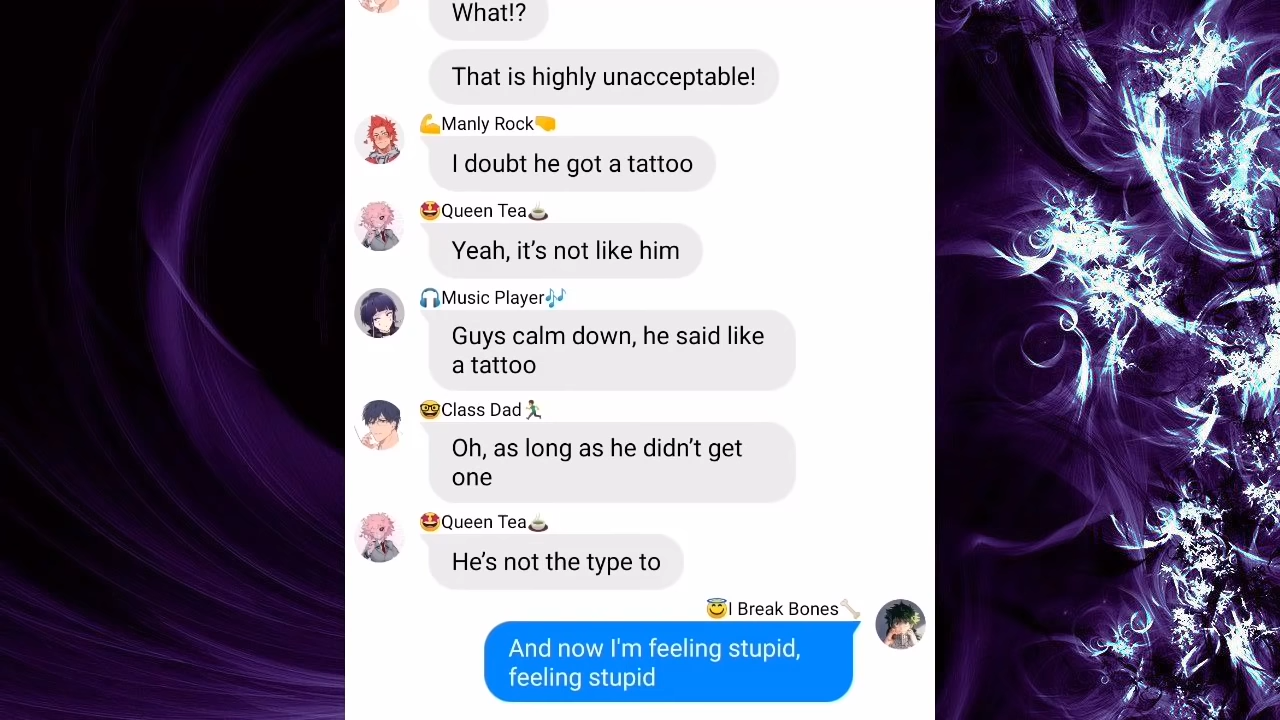 What!?
That is highly unacceptable!
💪Manly Rock🤜
I doubt he got a tattoo
🤩Queen Tea☕
Yeah, it’s not like him
🎧Music Player🎶
Guys calm down, he said like
a tattoo
🤓Class Dad🏃‍♂️
Oh, as long as he didn’t get
one
🤩Queen Tea☕
He’s not the type to
😇I Break Bones🦴
And now I'm feeling stupid,
feeling stupid